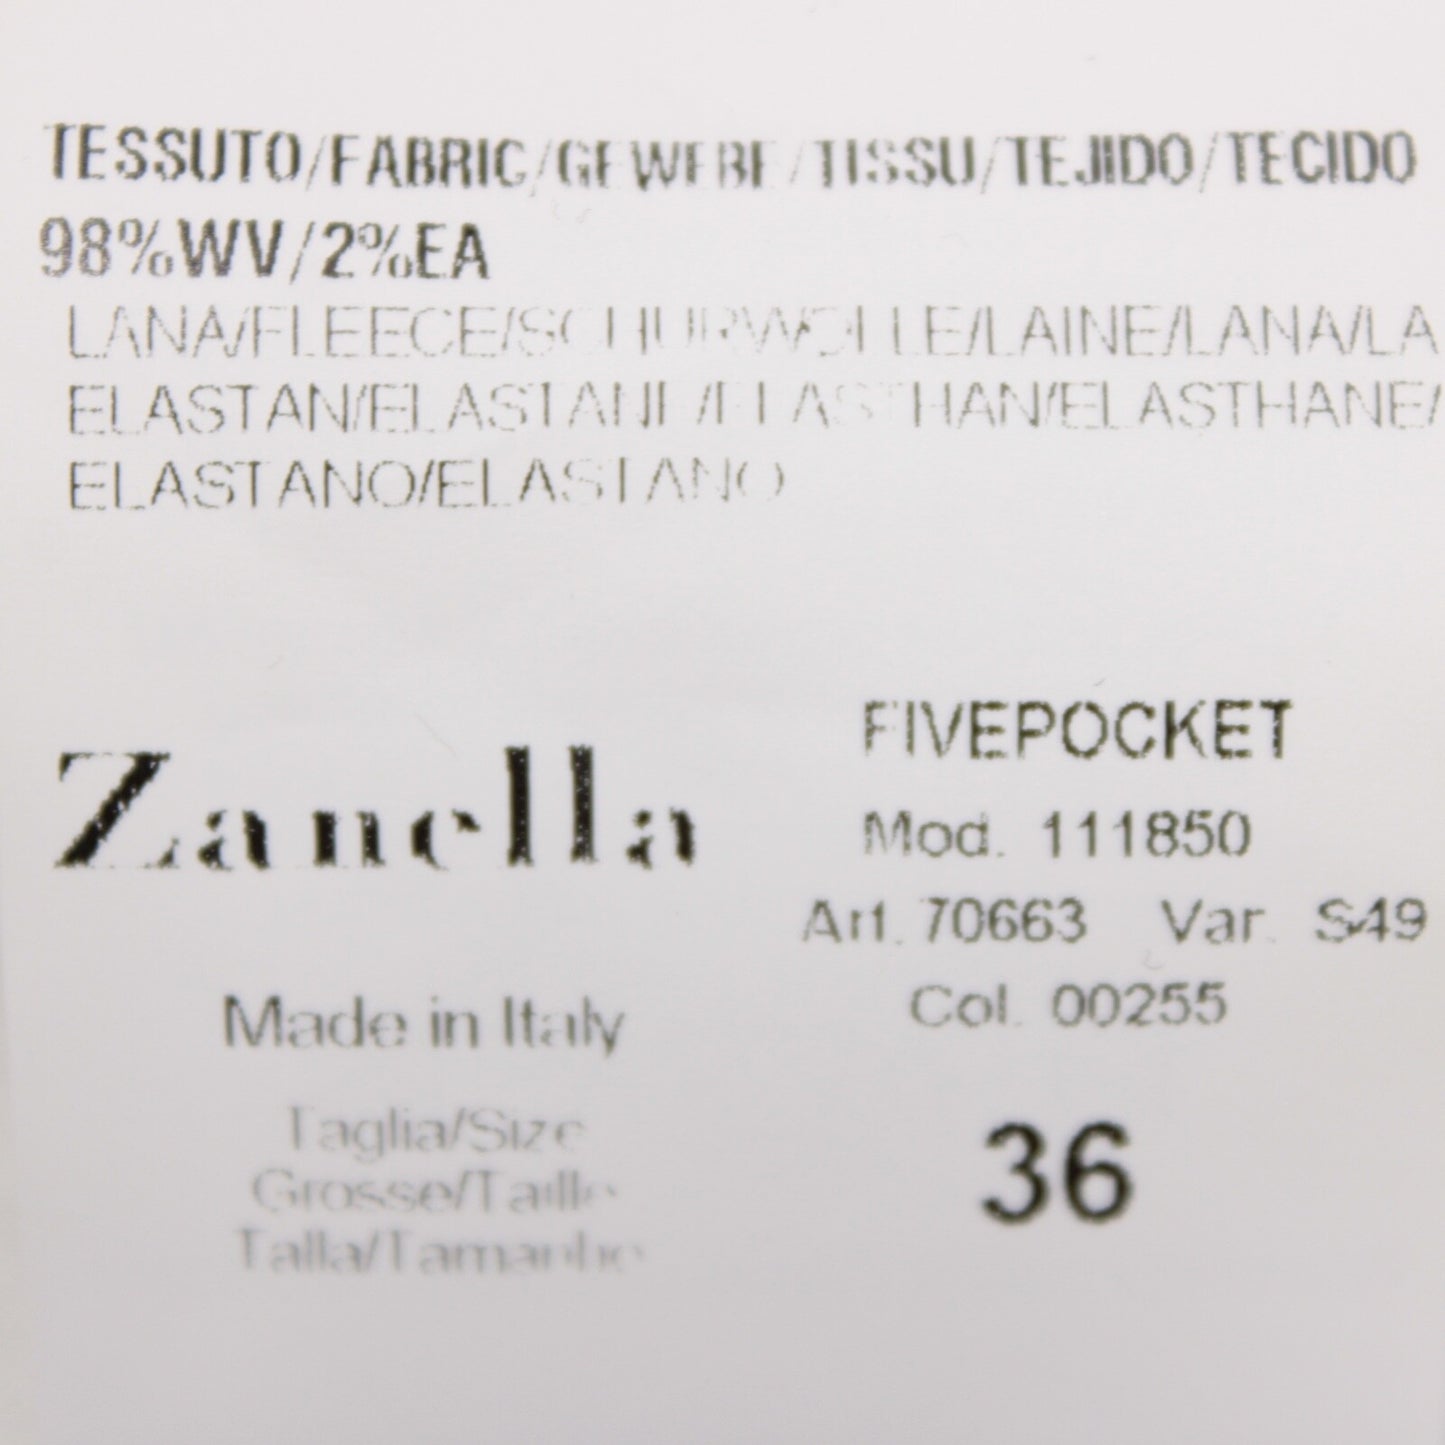 TESSUTO/FABRIC/GEWEBE/TISSU/TEJIDO/TECIDO
98%WV/2%EA
LANA/FLEECE/SCHURWOLLE/LAINE/LANA/LA
ELASTAN/ELASTANE/ELASTHAN/ELASTHANE/
ELASTANO/ELASTANO
Zanella
Made in Italy
Taglia/Size
Grosse/Taille
Talla/Tamanho
FIVEPOCKET
Mod. 111850
Art. 70663 Var. S49
Col. 00255
36